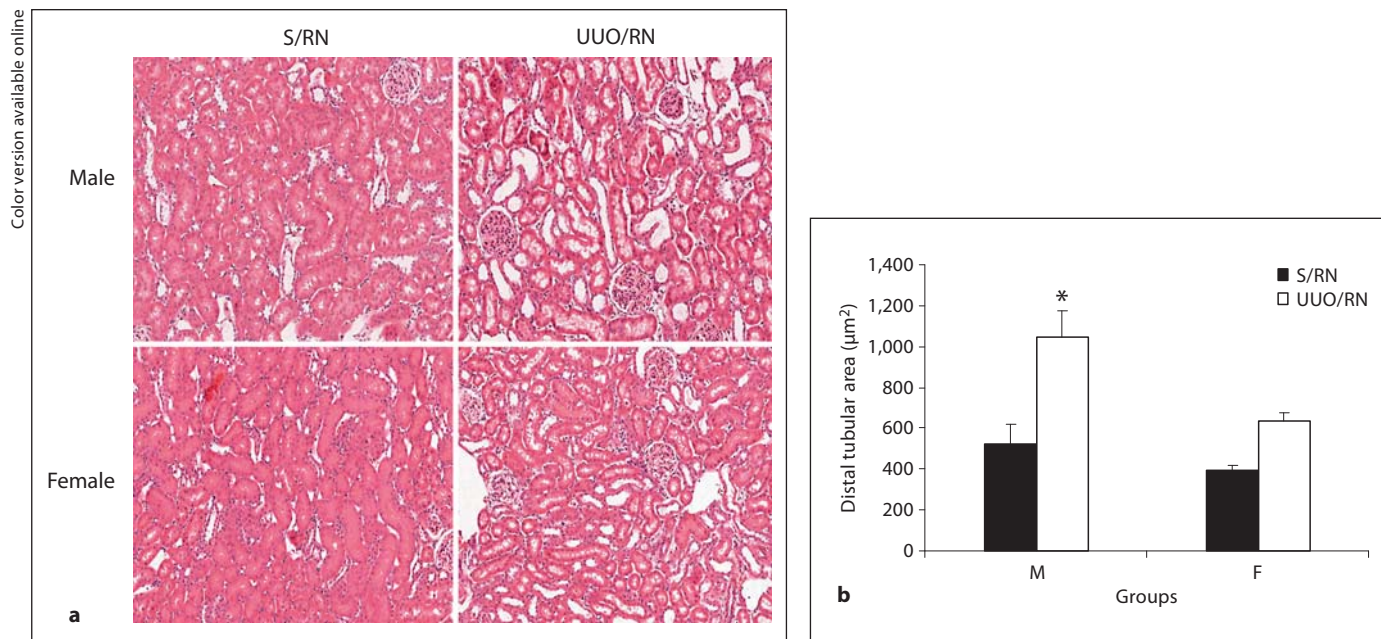 Color version available online
S/RN
UUO/RN
Male
Female
a
1,400
1,200
1,000
800
600
400
200
0
Distal tubular area (µm²)
*
S/RN
UUO/RN
M
F
Groups
b